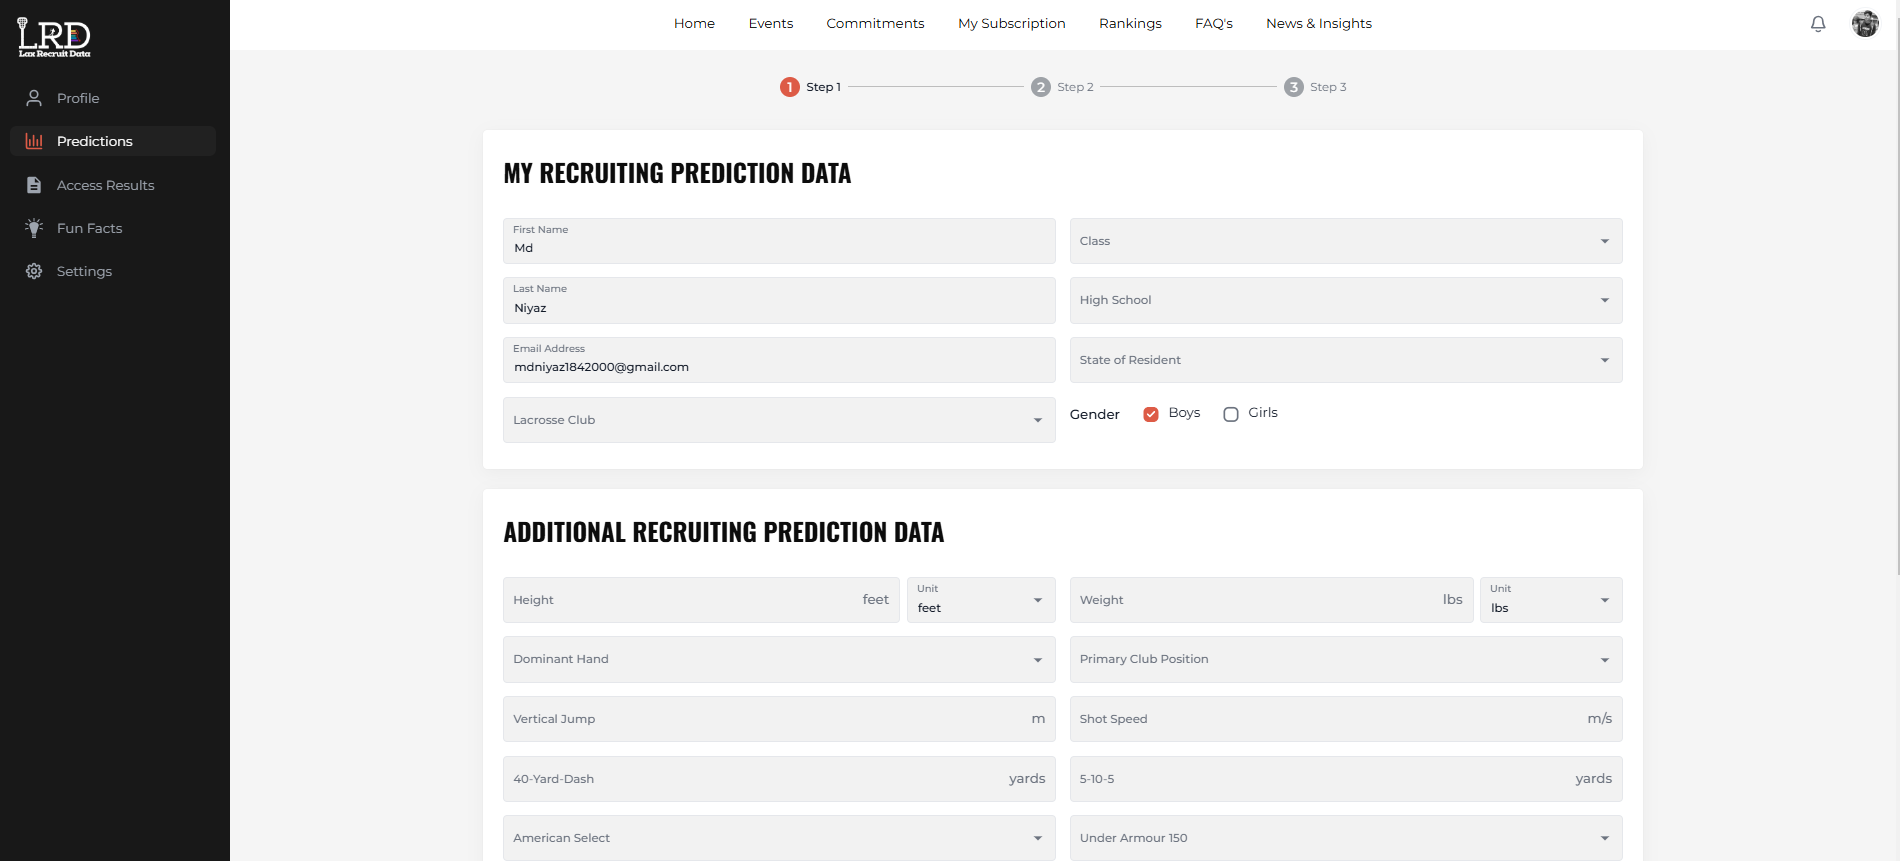 LRD
Lax Recruit Data
Home Events Commitments My Subscription Rankings FAQ's News & Insights
Profile
Predictions
Access Results
Fun Facts
Settings
1 Step 1 2 Step 2 3 Step 3
MY RECRUITING PREDICTION DATA
First Name
Md
Class
Last Name
Niyaz
High School
Email Address
mdniyaz1842000@gmail.com
State of Resident
Lacrosse Club
Gender Boys Girls
ADDITIONAL RECRUITING PREDICTION DATA
Height feet
Unit
feet
Weight lbs
Unit
lbs
Dominant Hand
Primary Club Position
Vertical Jump m
Shot Speed m/s
40-Yard-Dash yards
5-10-5 yards
American Select
Under Armour 150